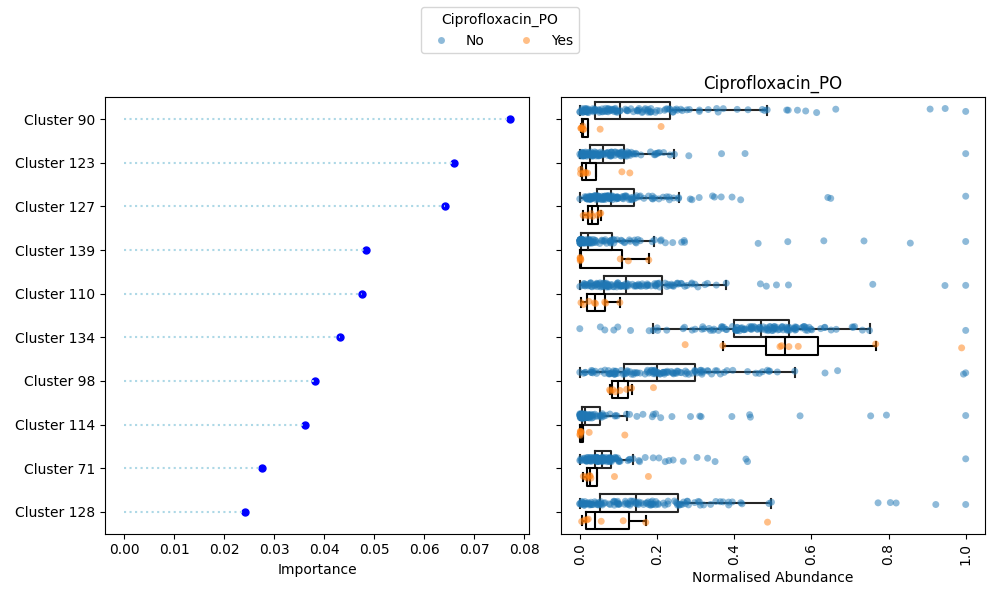 Ciprofloxacin_PO
No Yes
Ciprofloxacin_PO
Cluster 90
Cluster 123
Cluster 127
Cluster 139
Cluster 110
Cluster 134
Cluster 98
Cluster 114
Cluster 71
Cluster 128
0.00 0.01 0.02 0.03 0.04 0.05 0.06 0.07 0.08
Importance
0.0 0.2 0.4 0.6 0.8 1.0
Normalised Abundance